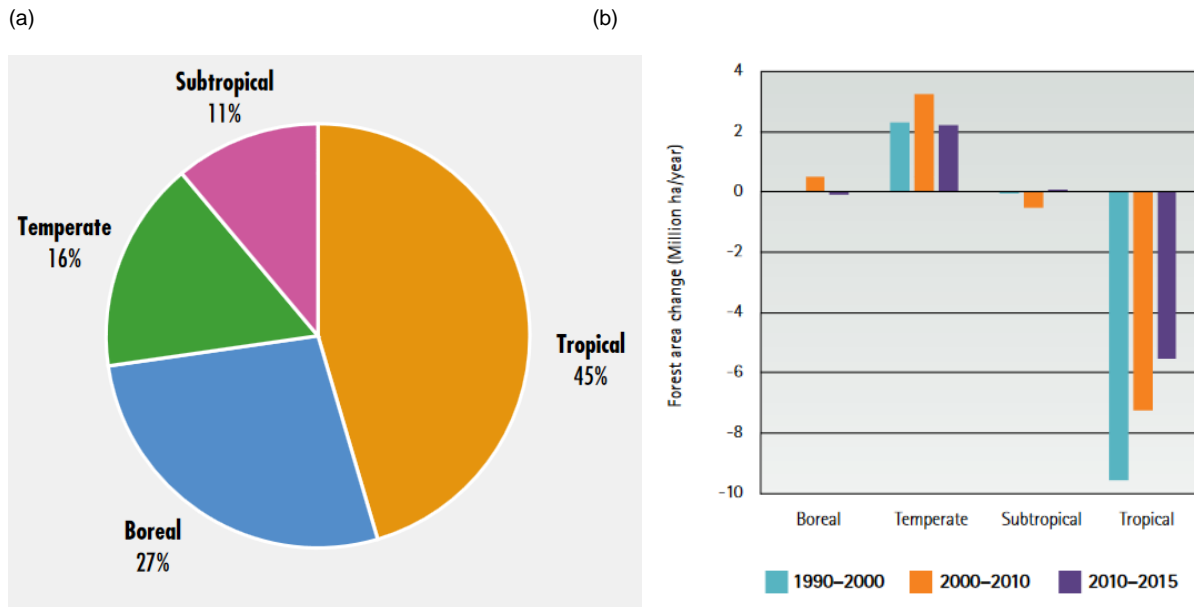 (a)
Subtropical
11%
Temperate
16%
Tropical
45%
Boreal
27%
(b)
Forest area change (Million ha/year)
4
2
0
-2
-4
-6
-8
-10
Boreal Temperate Subtropical Tropical
1990–2000 2000–2010 2010–2015